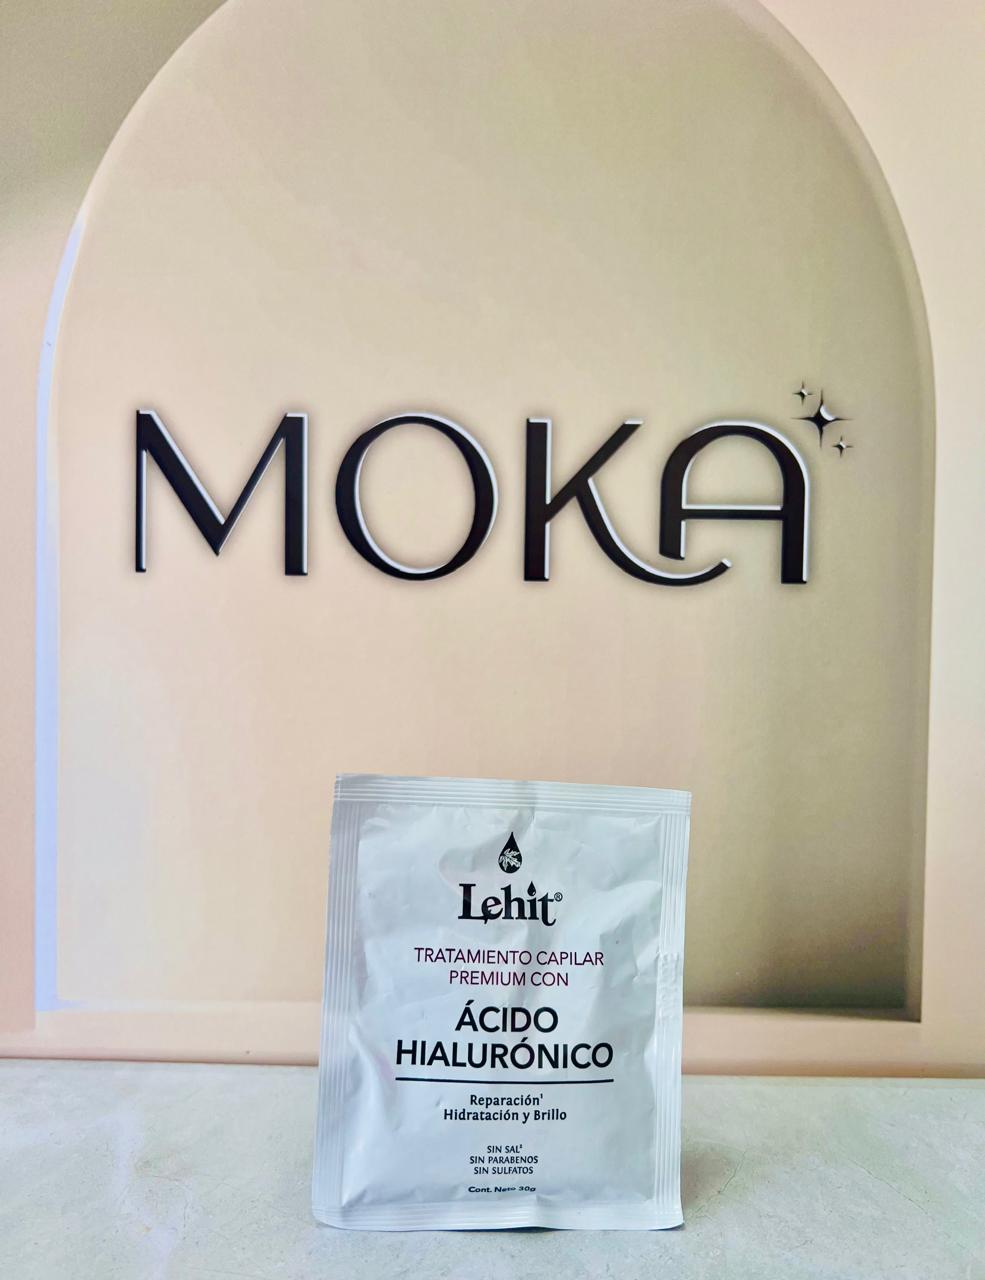 MOKA
Lehit®
TRATAMIENTO CAPILAR
PREMIUM CON
ÁCIDO
HIALURÓNICO
Reparación¹
Hidratación y Brillo
SIN SAL²
SIN PARABENOS
SIN SULFATOS
Cont. Neto 30g